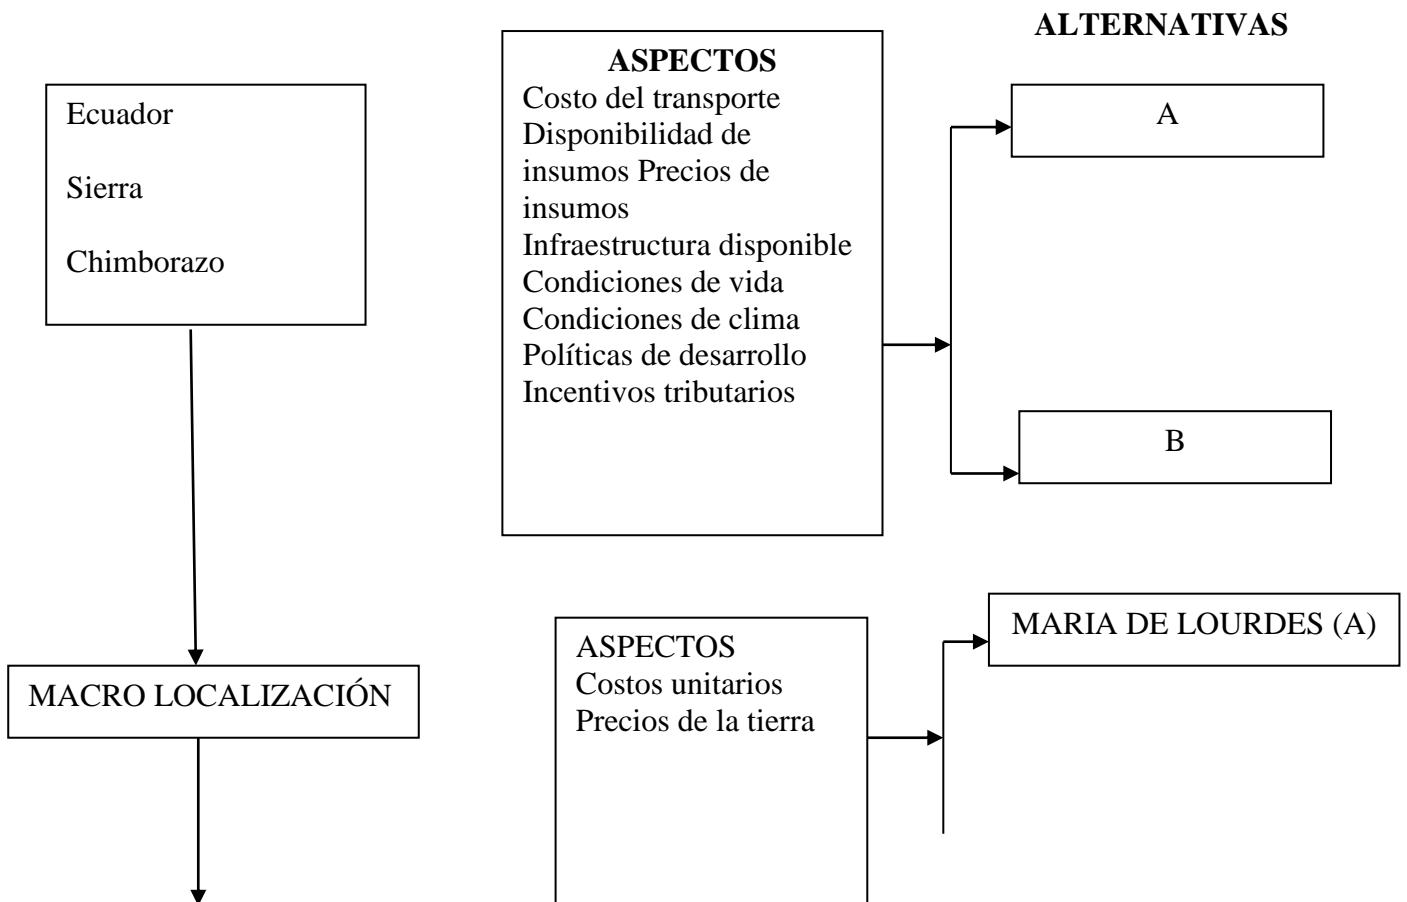 ALTERNATIVAS
Ecuador
Sierra
Chimborazo
ASPECTOS
Costo del transporte
Disponibilidad de
insumos Precios de
insumos
Infraestructura disponible
Condiciones de vida
Condiciones de clima
Políticas de desarrollo
Incentivos tributarios
A
B
MACRO LOCALIZACIÓN
ASPECTOS
Costos unitarios
Precios de la tierra
MARIA DE LOURDES (A)